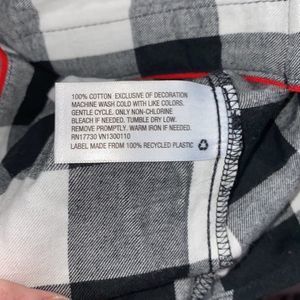 100% COTTON EXCLUSIVE OF DECORATION
MACHINE WASH COLD WITH LIKE COLORS.
GENTLE CYCLE. ONLY NON-CHLORINE
BLEACH IF NEEDED. TUMBLE DRY LOW.
REMOVE PROMPTLY. WARM IRON IF NEEDED.
RN17730 VN1300110
LABEL MADE FROM 100% RECYCLED PLASTIC